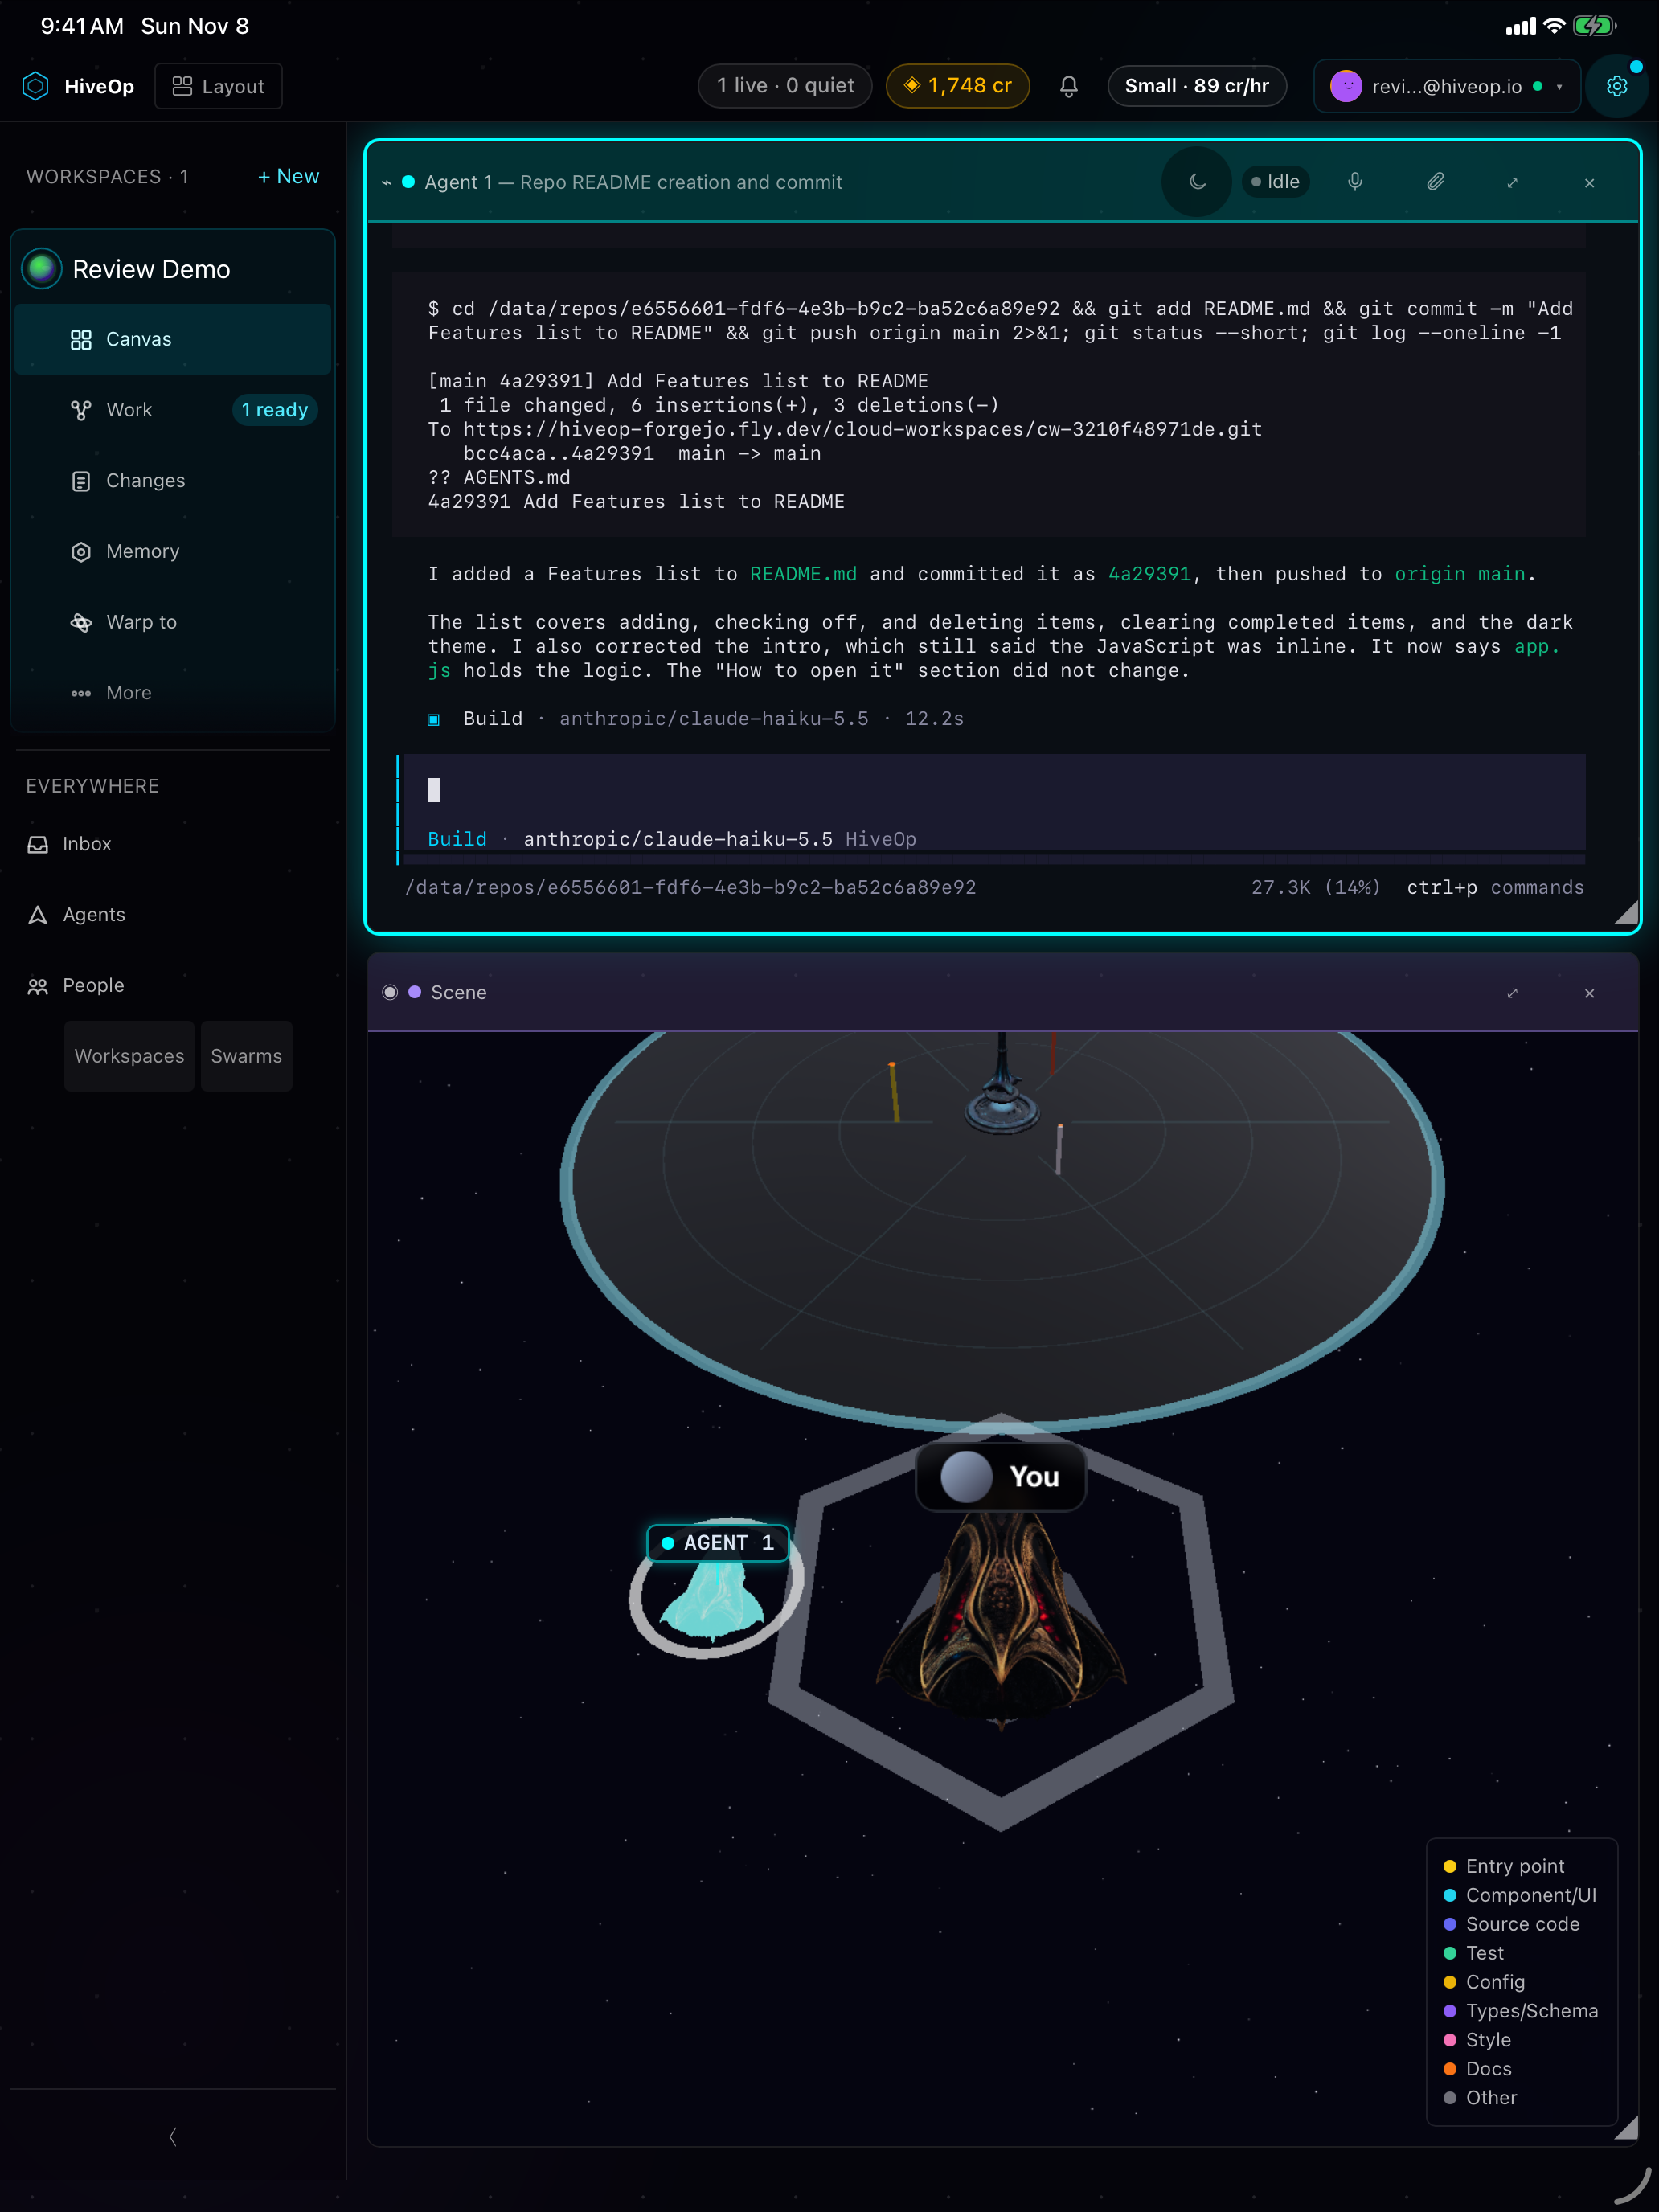 9:41 AM Sun Nov 8
HiveOp
Layout
1 live · 0 quiet
1,748 cr
Small · 89 cr/hr
revi...@hiveop.io
WORKSPACES · 1
+ New
Review Demo
Canvas
Work
1 ready
Changes
Memory
Warp to
More
EVERYWHERE
Inbox
Agents
People
Workspaces
Swarms
Agent 1 — Repo README creation and commit
Idle
$ cd /data/repos/e6556601-fdf6-4e3b-b9c2-ba52c6a89e92 && git add README.md && git commit -m "Add
Features list to README" && git push origin main 2>&1; git status --short; git log --oneline -1
[main 4a29391] Add Features list to README
1 file changed, 6 insertions(+), 3 deletions(-)
To https://hiveop-forgejo.fly.dev/cloud-workspaces/cw-3210f48971de.git
bcc4aca..4a29391 main -> main
?? AGENTS.md
4a29391 Add Features list to README
I added a Features list to README.md and committed it as 4a29391, then pushed to origin main.
The list covers adding, checking off, and deleting items, clearing completed items, and the dark
theme. I also corrected the intro, which still said the JavaScript was inline. It now says app.
js holds the logic. The "How to open it" section did not change.
Build · anthropic/claude-haiku-5.5 · 12.2s
Build · anthropic/claude-haiku-5.5 HiveOp
/data/repos/e6556601-fdf6-4e3b-b9c2-ba52c6a89e92
27.3K (14%) ctrl+p commands
Scene
You
AGENT 1
Entry point
Component/UI
Source code
Test
Config
Types/Schema
Style
Docs
Other